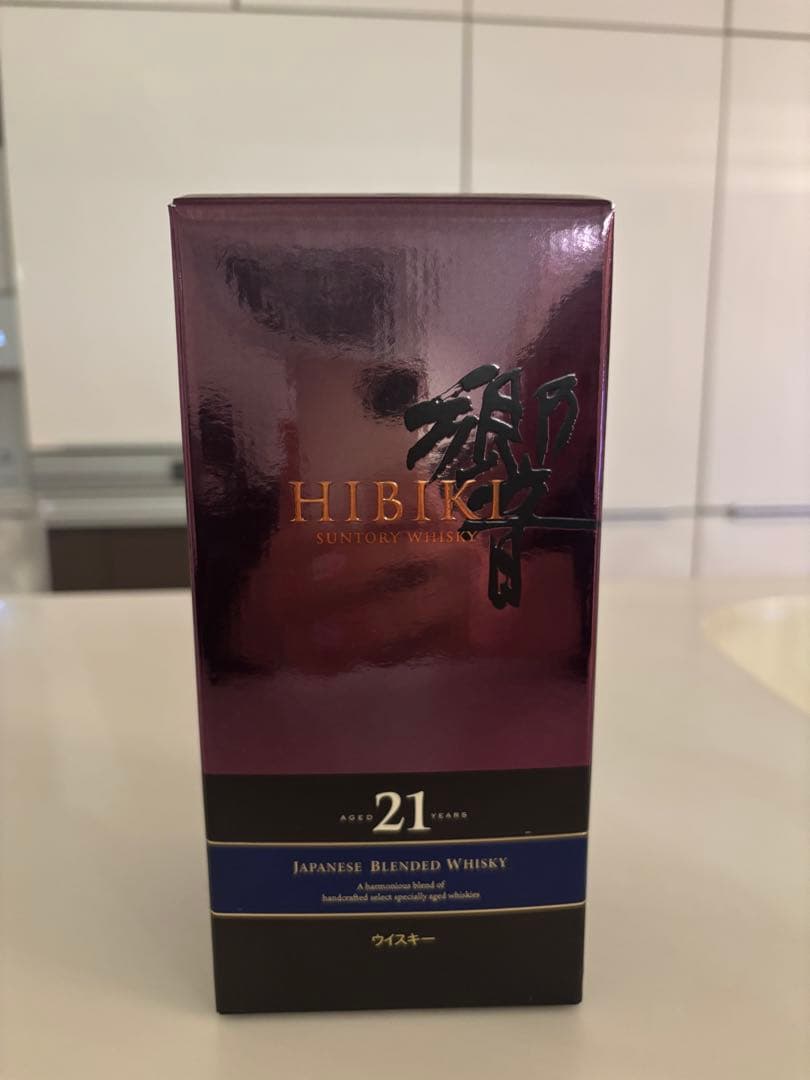 響
HIBIKI
SUNTORY WHISKY
AGED 21 YEARS
JAPANESE BLENDED WHISKY
A harmonious blend of
handcrafted select specially aged whiskies
ウイスキー